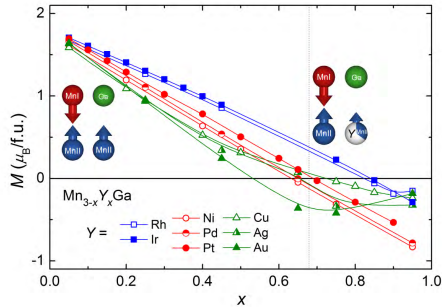 2
1
0
-1
M (μB/f.u.)
MnI Ga
MnII MnII
MnI Ga
MnII Y MnII
Mn3-xYxGa
Y =
Rh Ni Cu
Ir Pd Ag
Pt Au
0.0 0.2 0.4 0.6 0.8 1.0
x